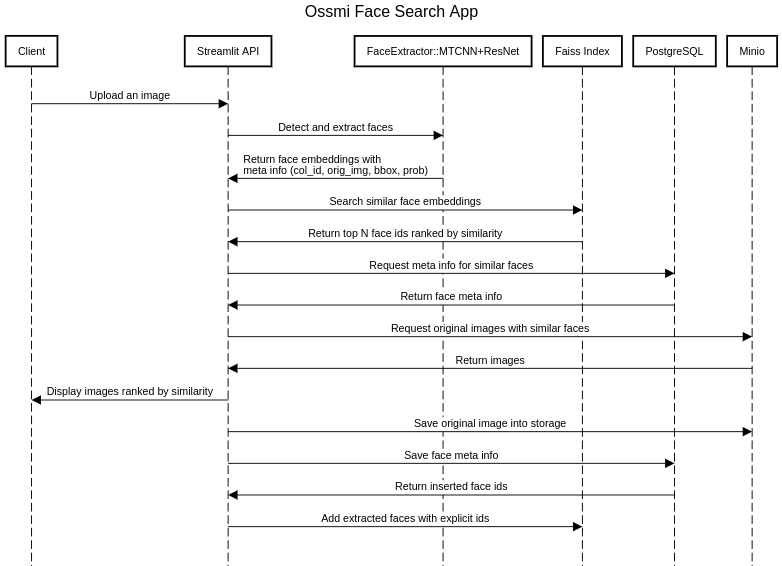 Ossmi Face Search App
Client
Streamlit API
FaceExtractor::MTCNN+ResNet
Faiss Index
PostgreSQL
Minio
Upload an image
Detect and extract faces
Return face embeddings with
meta info (col_id, orig_img, bbox, prob)
Search similar face embeddings
Return top N face ids ranked by similarity
Request meta info for similar faces
Return face meta info
Request original images with similar faces
Return images
Display images ranked by similarity
Save original image into storage
Save face meta info
Return inserted face ids
Add extracted faces with explicit ids